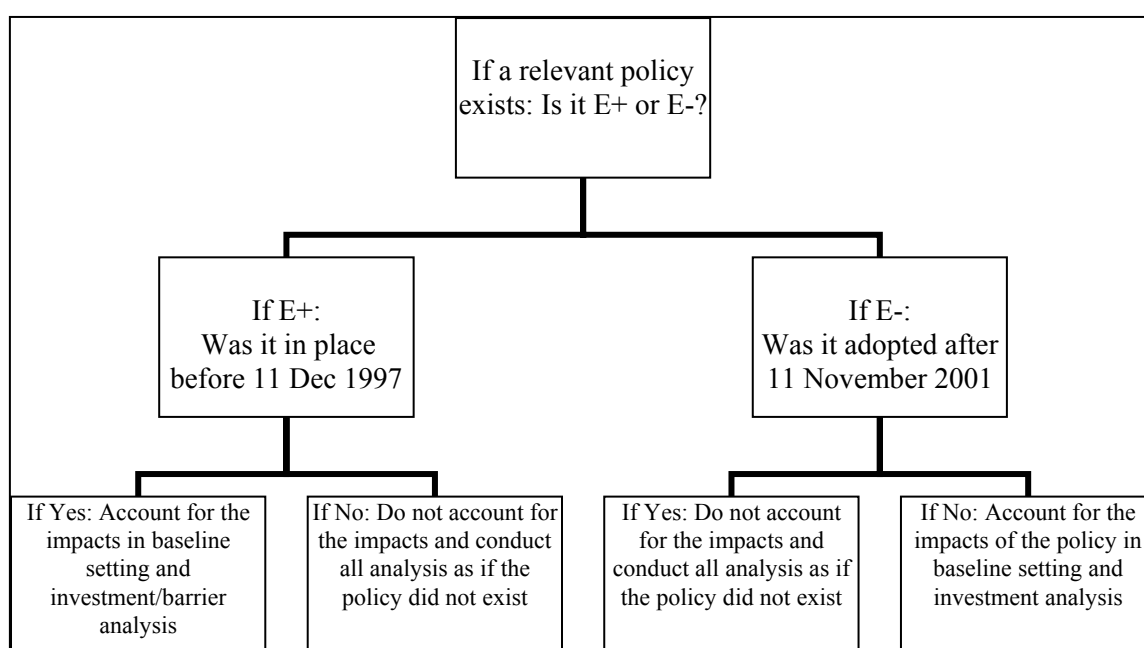 If a relevant policy
exists: Is it E+ or E-?
If E+:
Was it in place
before 11 Dec 1997
If E-:
Was it adopted after
11 November 2001
If Yes: Account for the
impacts in baseline
setting and
investment/barrier
analysis
If No: Do not account for
the impacts and conduct
all analysis as if the
policy did not exist
If Yes: Do not account
for the impacts and
conduct all analysis as if
the policy did not exist
If No: Account for the
impacts of the policy in
baseline setting and
investment analysis